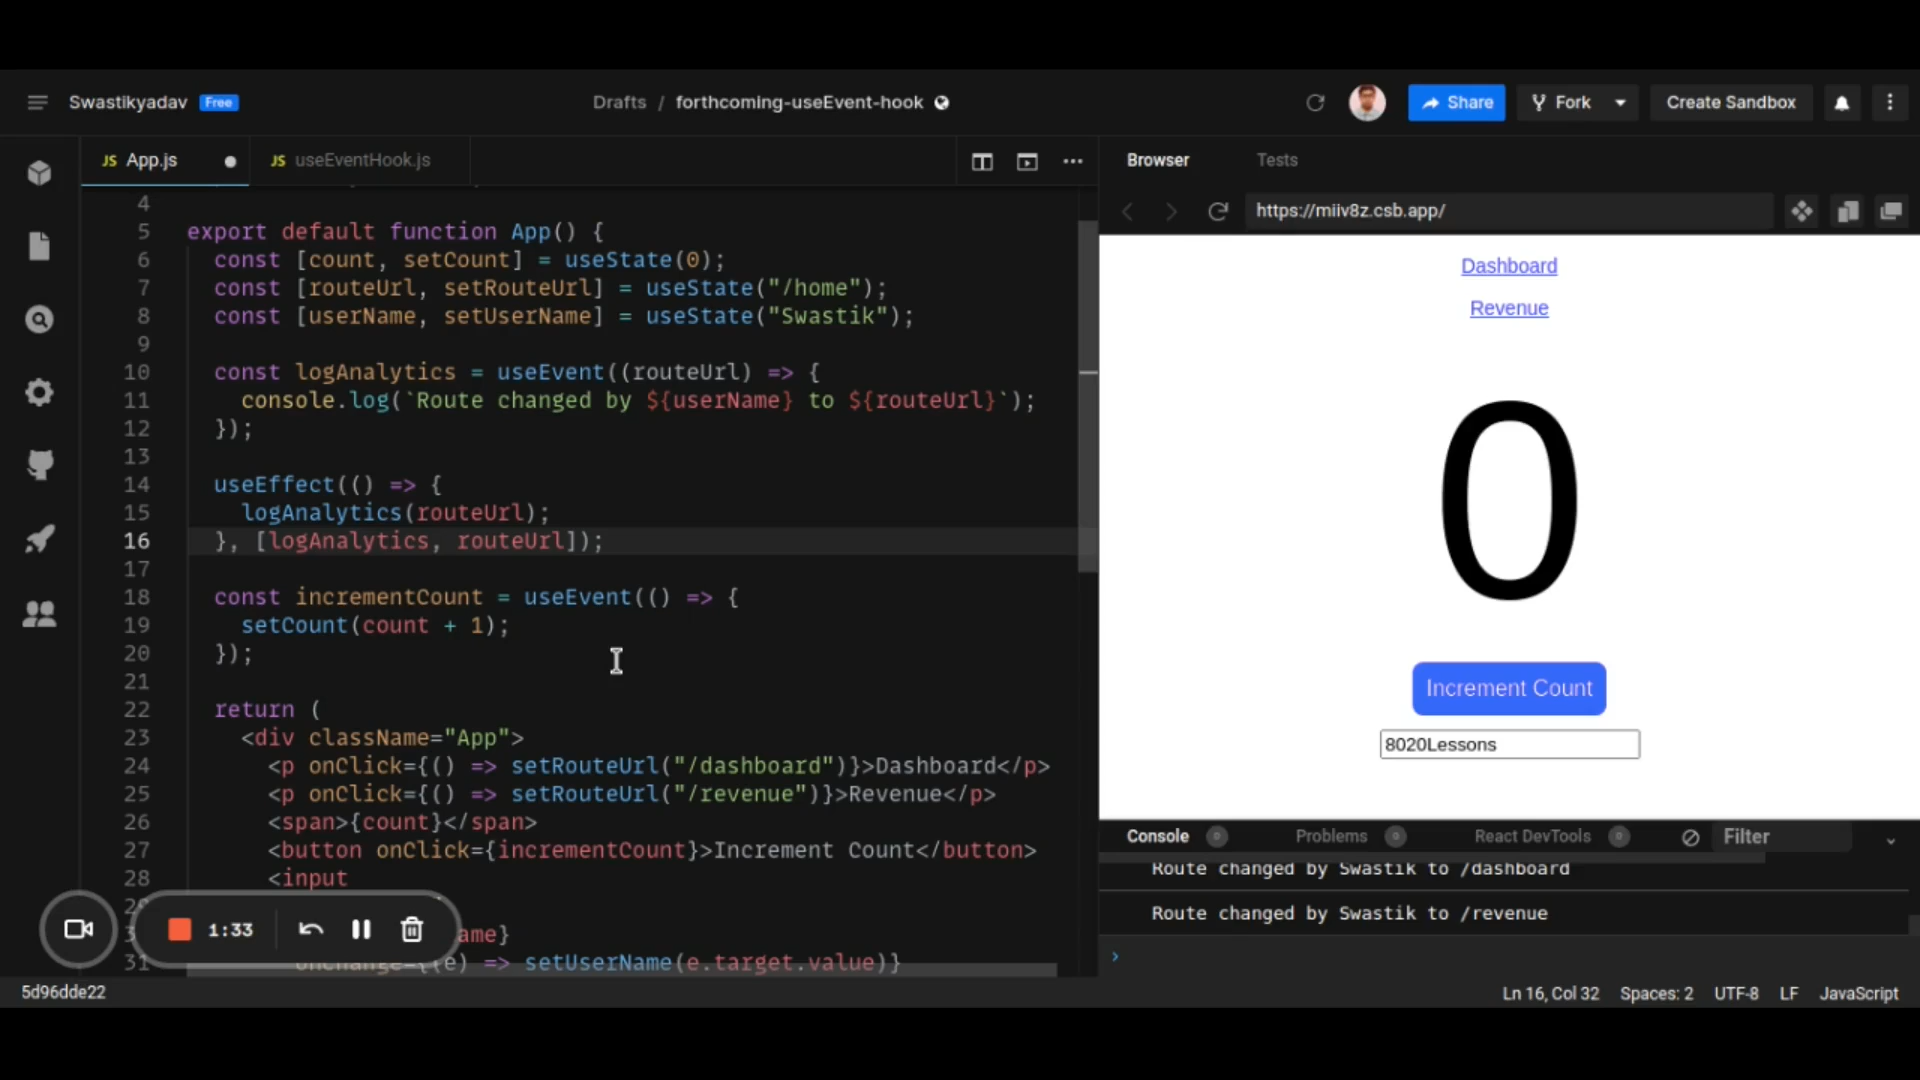 Swastikyadav Free
Drafts / forthcoming-useEvent-hook
Share
Fork
Create Sandbox
JS App.js
JS useEventHook.js
4
5 export default function App() {
6 const [count, setCount] = useState(0);
7 const [routeUrl, setRouteUrl] = useState("/home");
8 const [userName, setUserName] = useState("Swastik");
9
10 const logAnalytics = useEvent((routeUrl) => {
11 console.log(`Route changed by ${userName} to ${routeUrl}`);
12 });
13
14 useEffect(() => {
15 logAnalytics(routeUrl);
16 }, [logAnalytics, routeUrl]);
17
18 const incrementCount = useEvent(() => {
19 setCount(count + 1);
20 });
21
22 return (
23 <div className="App">
24 <p onClick={() => setRouteUrl("/dashboard")}>Dashboard</p>
25 <p onClick={() => setRouteUrl("/revenue")}>Revenue</p>
26 <span>{count}</span>
27 <button onClick={incrementCount}>Increment Count</button>
28 <input
ame}
31 onChange={(e) => setUserName(e.target.value)}
1:33
Browser
Tests
https://miiv8z.csb.app/
Dashboard
Revenue
0
Increment Count
8020Lessons
Console 0
Problems 0
React DevTools 0
Filter
Route changed by Swastik to /dashboard
Route changed by Swastik to /revenue
5d96dde22
Ln 16, Col 32 Spaces: 2 UTF-8 LF JavaScript